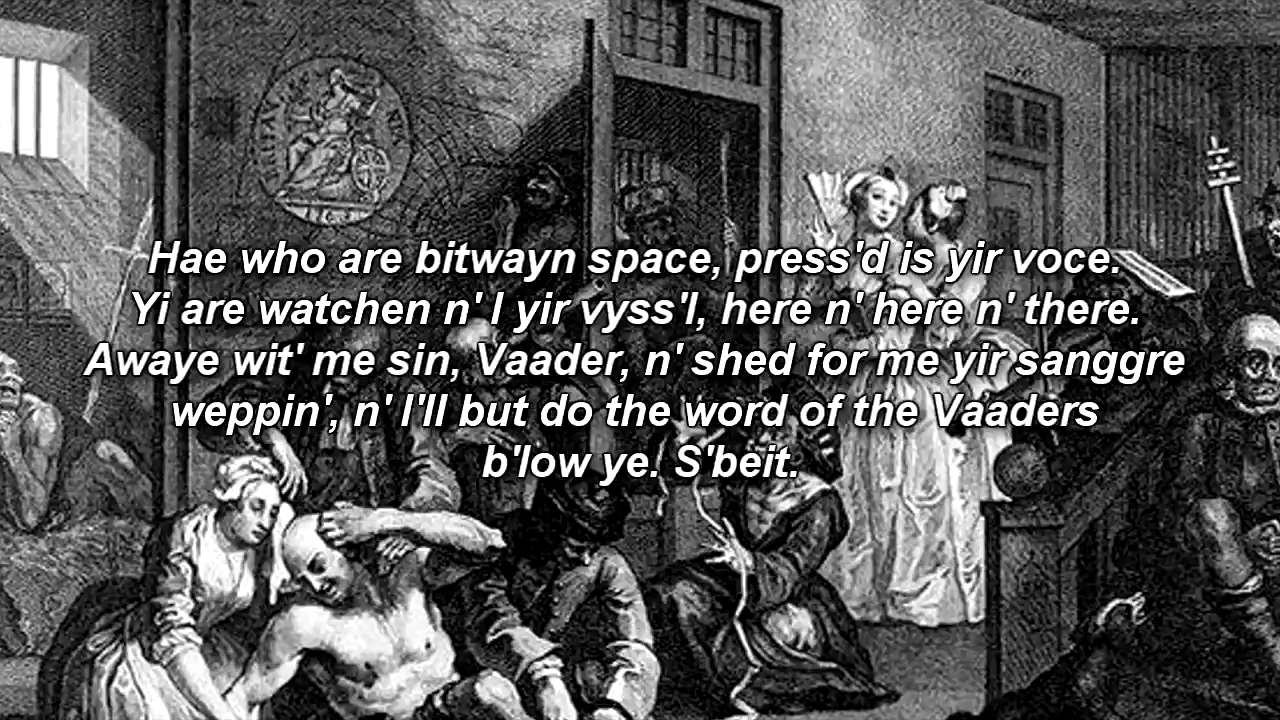 Hae who are bitwayn space, press'd is yir voce.
Yi are watchen n' I yir vyss'l, here n' here n' there.
Awaye wit' me sin, Vaader, n' shed for me yir sanggre
weppin', n' I'll but do the word of the Vaaders
b'low ye. S'beit.